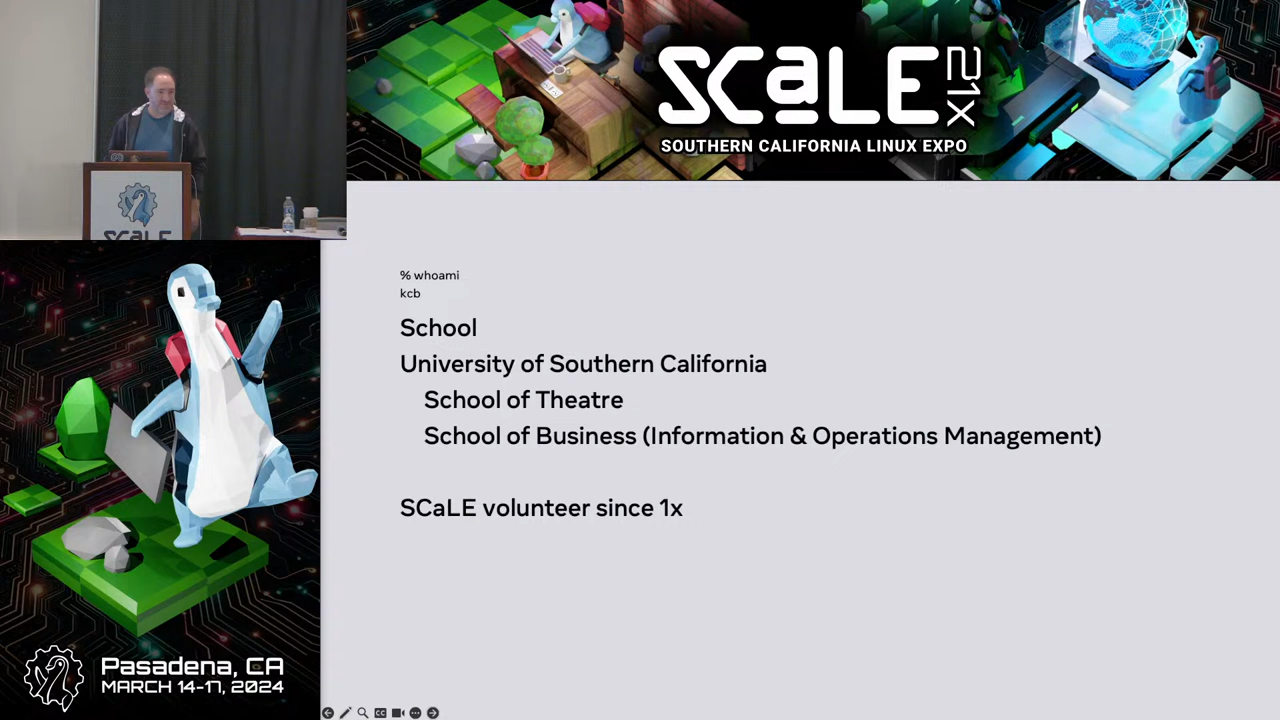 SCaLE 21x
SOUTHERN CALIFORNIA LINUX EXPO
SCaLE
% whoami
kcb
School
University of Southern California
School of Theatre
School of Business (Information & Operations Management)
SCaLE volunteer since 1x
Pasadena, CA
MARCH 14-17, 2024